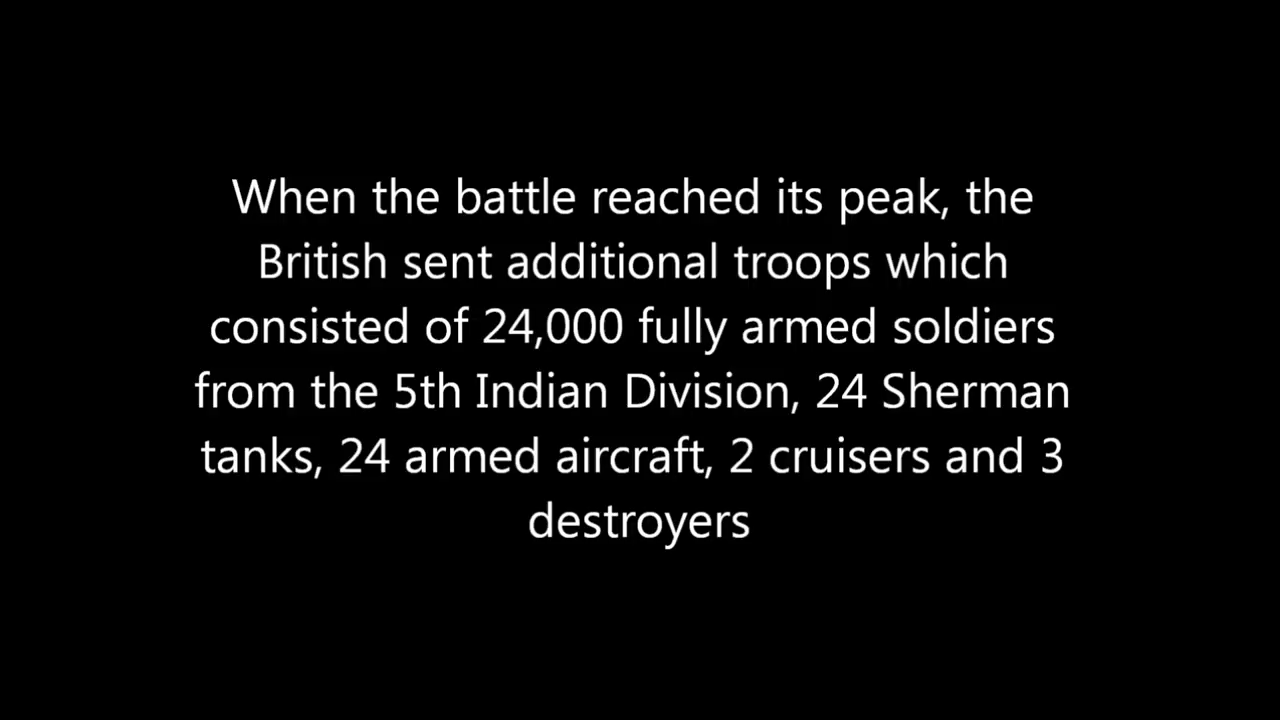 When the battle reached its peak, the
British sent additional troops which
consisted of 24,000 fully armed soldiers
from the 5th Indian Division, 24 Sherman
tanks, 24 armed aircraft, 2 cruisers and 3
destroyers